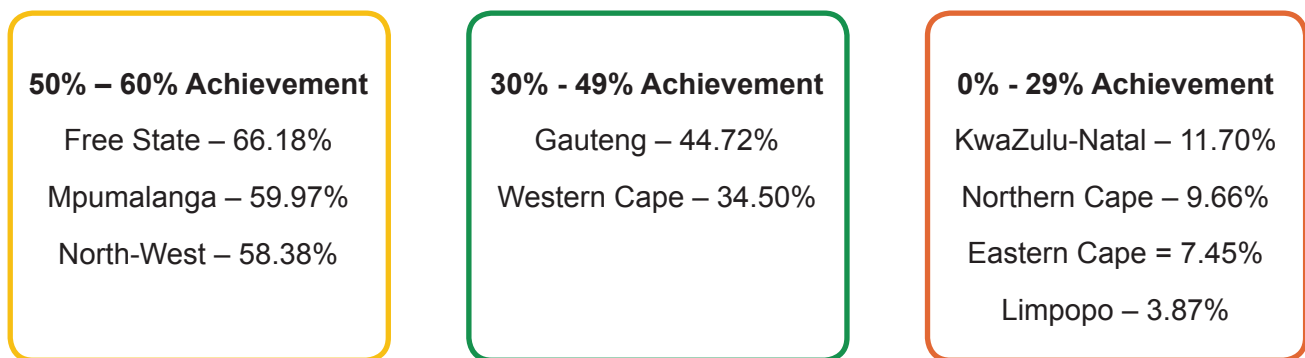 50% – 60% Achievement
Free State – 66.18%
Mpumalanga – 59.97%
North-West – 58.38%
30% - 49% Achievement
Gauteng – 44.72%
Western Cape – 34.50%
0% - 29% Achievement
KwaZulu-Natal – 11.70%
Northern Cape – 9.66%
Eastern Cape = 7.45%
Limpopo – 3.87%